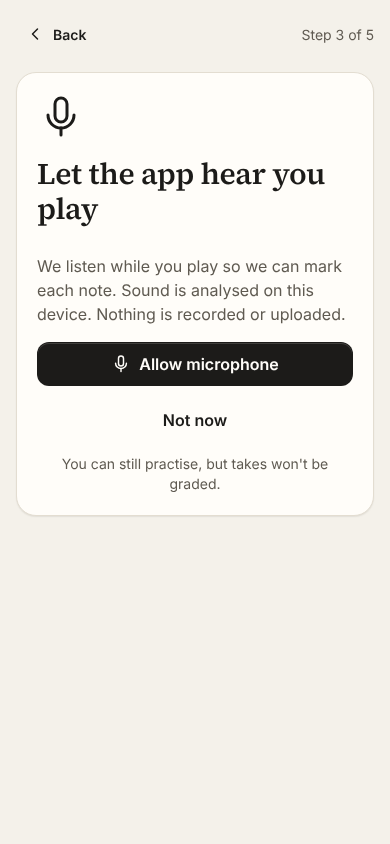 Back
Step 3 of 5
Let the app hear you
play
We listen while you play so we can mark
each note. Sound is analysed on this
device. Nothing is recorded or uploaded.
Allow microphone
Not now
You can still practise, but takes won't be
graded.